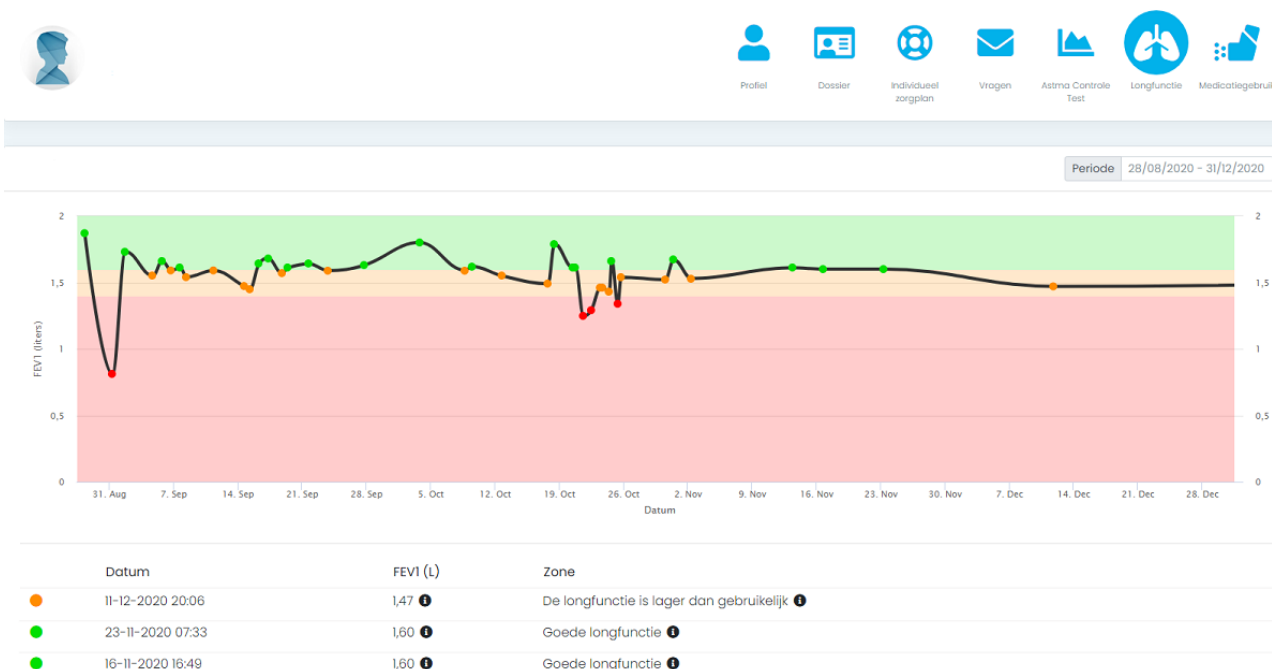 Profiel Dossier Individueel zorgplan Vragen Astma Controle Test Longfunctie Medicatiegebruik
Periode 28/08/2020 - 31/12/2020
2 2
1,5 1,5
1 1
0,5 0,5
0 0
FEV1 (liters)
31. Aug 7. Sep 14. Sep 21. Sep 28. Sep 5. Oct 12. Oct 19. Oct 26. Oct 2. Nov 9. Nov 16. Nov 23. Nov 30. Nov 7. Dec 14. Dec 21. Dec 28. Dec
Datum
Datum FEV1 (L) Zone
11-12-2020 20:06 1,47 De longfunctie is lager dan gebruikelijk
23-11-2020 07:33 1,60 Goede longfunctie
16-11-2020 16:49 1,60 Goede longfunctie